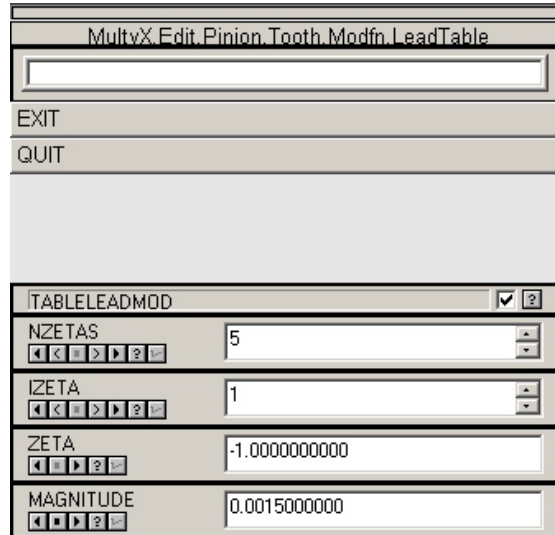 MultyX.Edit.Pinion.Tooth.Modfn.LeadTable
EXIT
QUIT
TABLELEADMOD
?
NZETAS
5
?
IZETA
1
?
ZETA
-1.0000000000
?
MAGNITUDE
0.0015000000
?